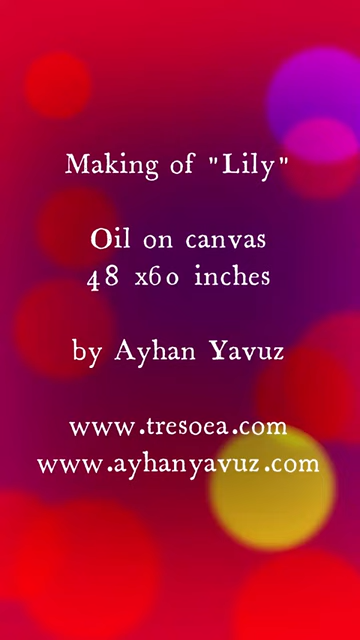 Making of "Lily"
Oil on canvas
48 x60 inches
by Ayhan Yavuz
www.tresoea.com
www.ayhanyavuz.com